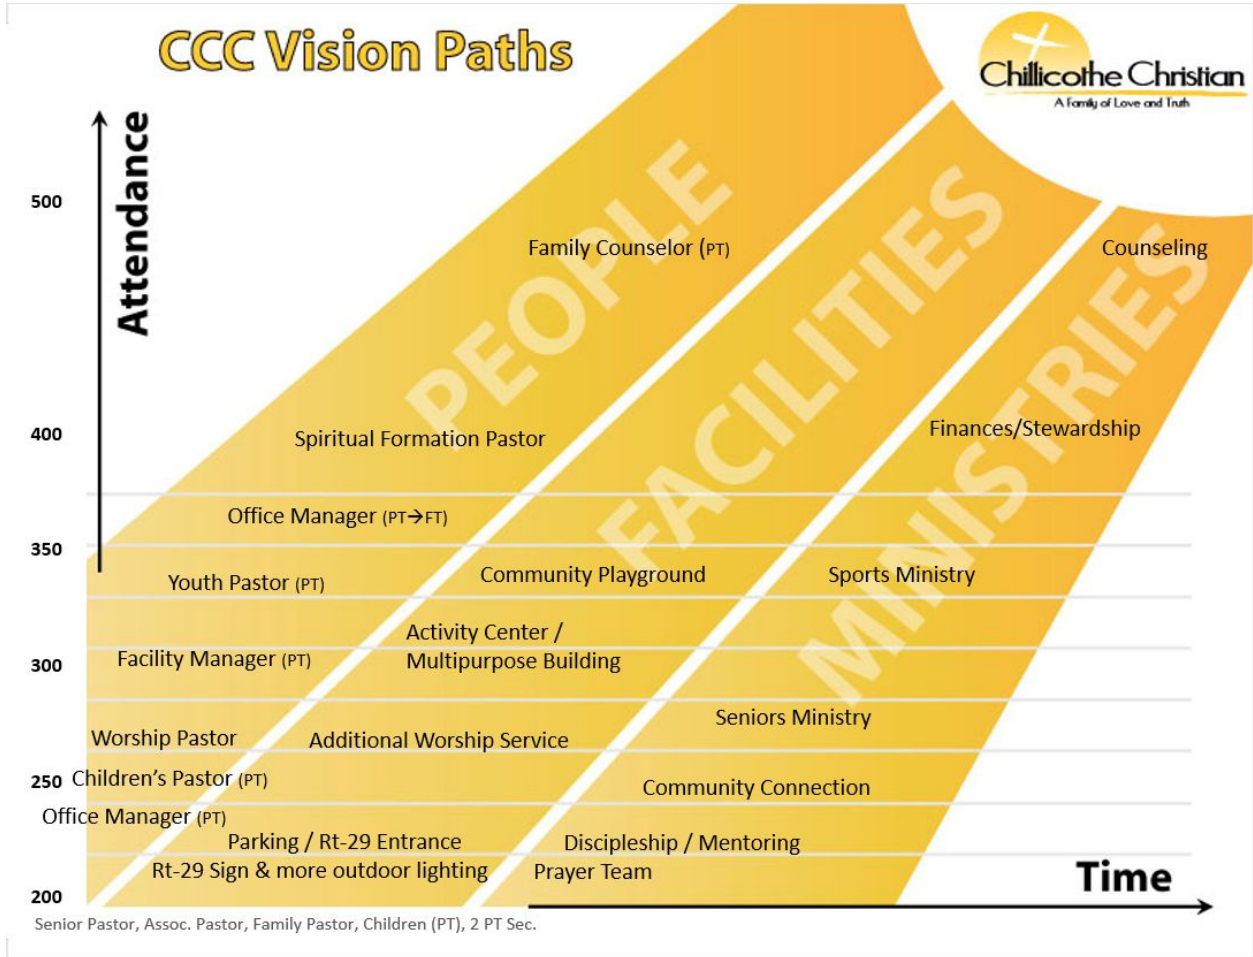 CCC Vision Paths
Chillicothe Christian
A Family of Love and Truth
Attendance
500
Family Counselor (PT)
Counseling
PEOPLE
FACILITIES
MINISTRIES
400
Spiritual Formation Pastor
Finances/Stewardship
Office Manager (PT→FT)
350
Youth Pastor (PT)
Community Playground
Sports Ministry
300
Facility Manager (PT)
Activity Center /
Multipurpose Building
Seniors Ministry
Worship Pastor
Additional Worship Service
250
Children’s Pastor (PT)
Community Connection
Office Manager (PT)
Parking / Rt-29 Entrance
Discipleship / Mentoring
Rt-29 Sign & more outdoor lighting
Prayer Team
Time
200
Senior Pastor, Assoc. Pastor, Family Pastor, Children (PT), 2 PT Sec.